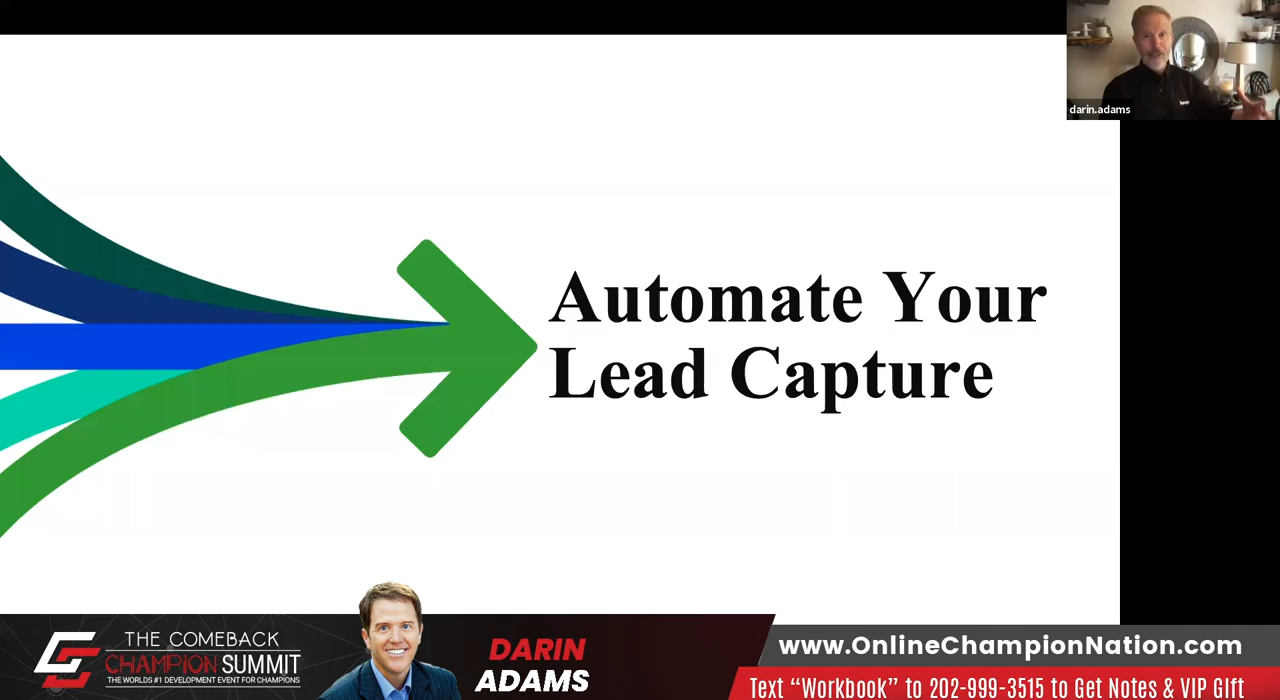 darin.adams
Automate Your
Lead Capture
THE COMEBACK
CHAMPION SUMMIT
THE WORLDS #1 DEVELOPMENT EVENT FOR CHAMPIONS
DARIN
ADAMS
www.OnlineChampionNation.com
Text “Workbook” to 202-999-3515 to Get Notes & VIP GIft